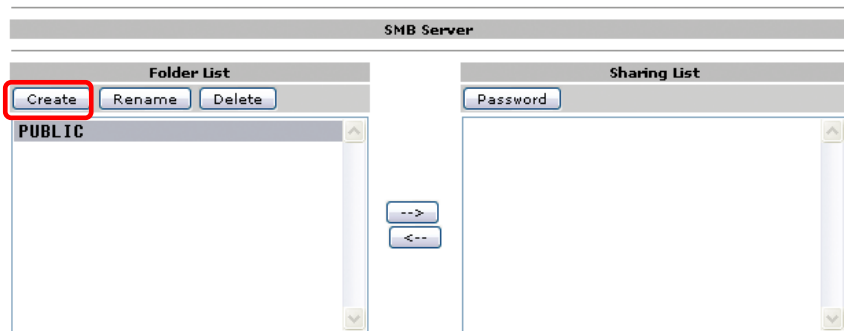 SMB Server
Folder List
Sharing List
Create Rename Delete
Password
PUBLIC
-->
<--